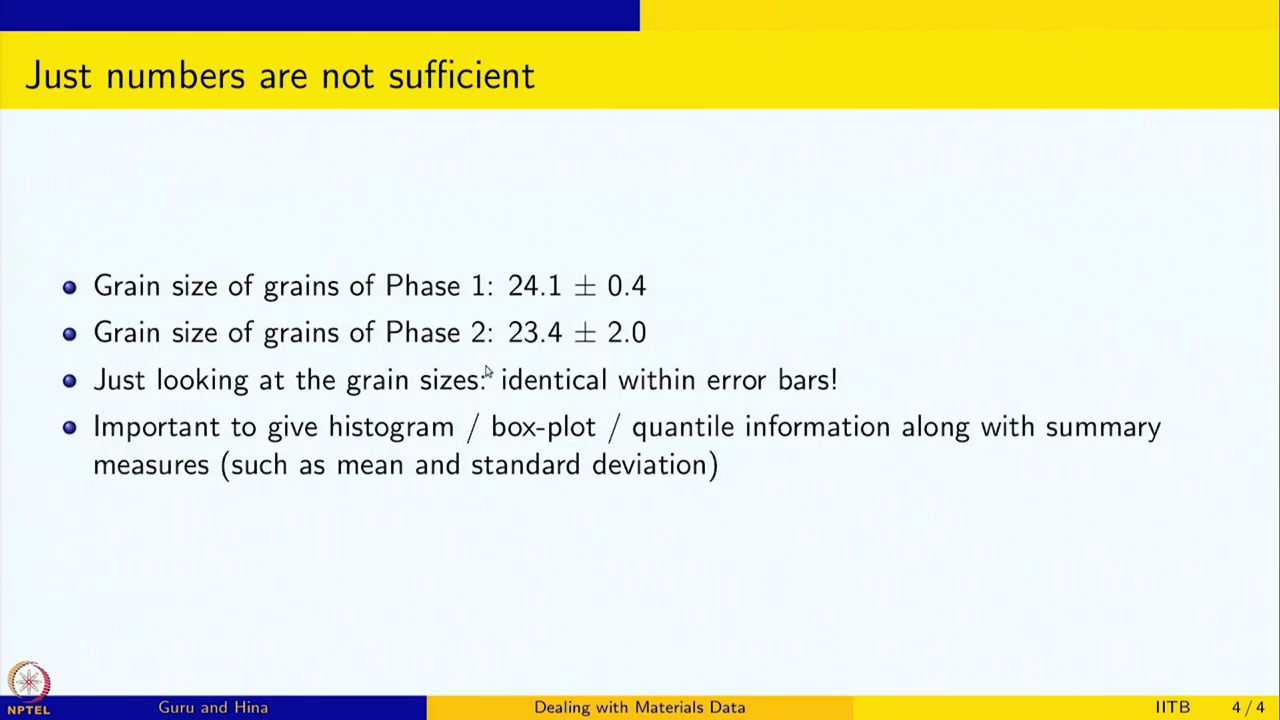 Just numbers are not sufficient
Grain size of grains of Phase 1: 24.1 ± 0.4
Grain size of grains of Phase 2: 23.4 ± 2.0
Just looking at the grain sizes: identical within error bars!
Important to give histogram / box-plot / quantile information along with summary
measures (such as mean and standard deviation)
NPTEL
Guru and Hina
Dealing with Materials Data
IITB
4 / 4